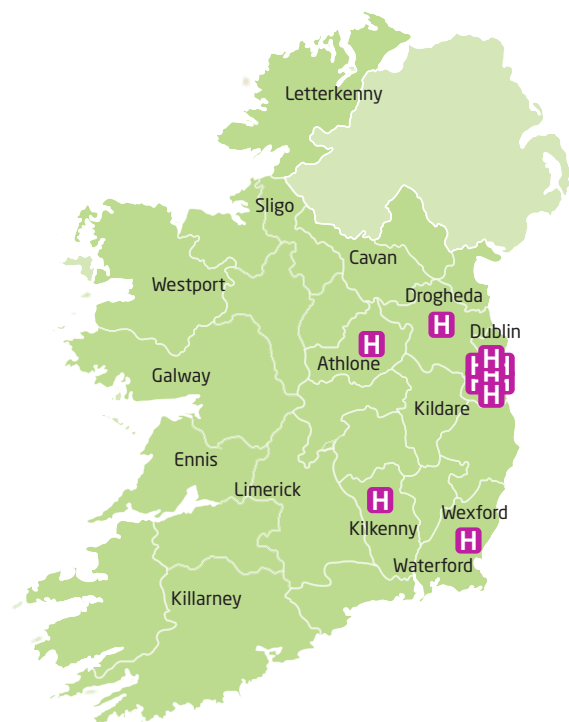 Letterkenny
Sligo
Cavan
Westport
Drogheda
H
Dublin
H
Athlone
Galway
H
H
H
H
H
H
H
Kildare
Ennis
Limerick
H
Wexford
Kilkenny
H
Waterford
Killarney